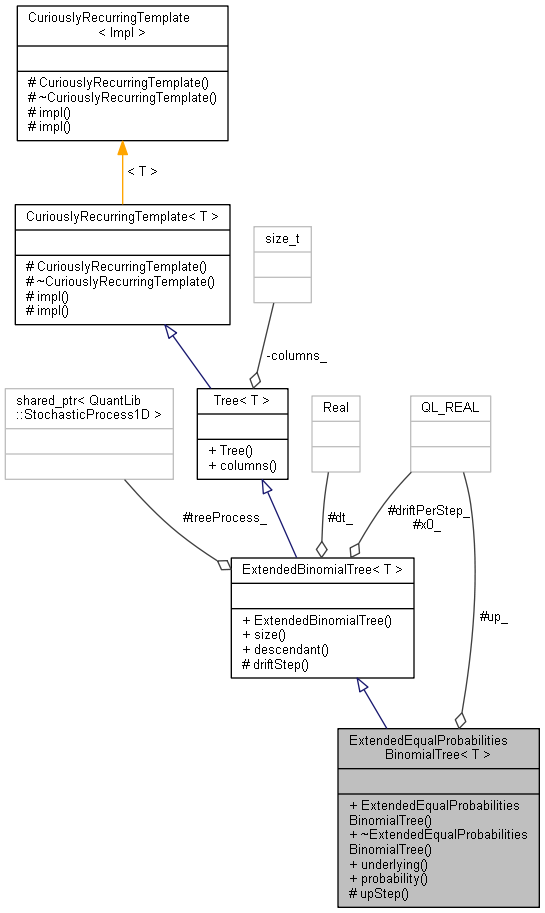 CuriouslyRecurringTemplate
< Impl >
# CuriouslyRecurringTemplate()
# ~CuriouslyRecurringTemplate()
# impl()
# impl()
< T >
CuriouslyRecurringTemplate< T >
# CuriouslyRecurringTemplate()
# ~CuriouslyRecurringTemplate()
# impl()
# impl()
size_t
-columns_
shared_ptr< QuantLib
::StochasticProcess1D >
Tree< T >
+ Tree()
+ columns()
Real
QL_REAL
#treeProcess_
#dt_
#driftPerStep_
#x0_
ExtendedBinomialTree< T >
+ ExtendedBinomialTree()
+ size()
+ descendant()
# driftStep()
#up_
ExtendedEqualProbabilities
BinomialTree< T >
+ ExtendedEqualProbabilities
BinomialTree()
+ ~ExtendedEqualProbabilities
BinomialTree()
+ underlying()
+ probability()
# upStep()